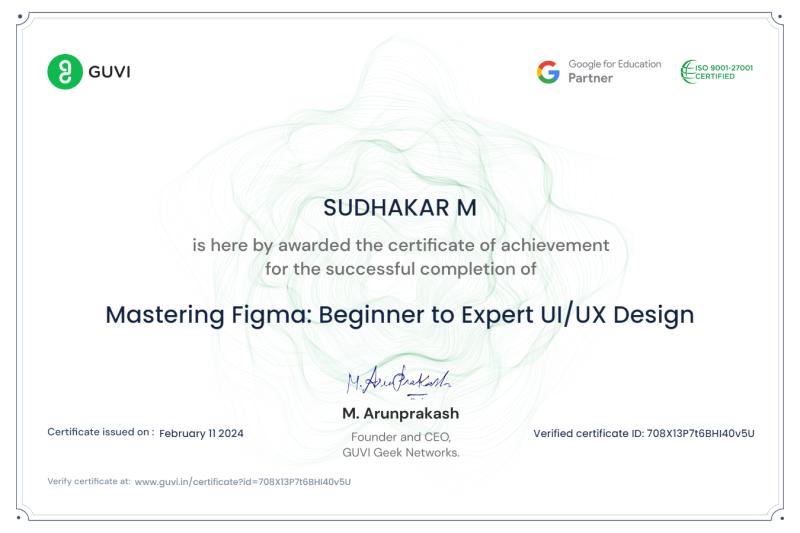 GUVI
Google for Education
Partner
ISO 9001-27001
CERTIFIED
SUDHAKAR M
is here by awarded the certificate of achievement
for the successful completion of
Mastering Figma: Beginner to Expert UI/UX Design
M. Arunprakash
M. Arunprakash
Founder and CEO,
GUVI Geek Networks.
Certificate issued on : February 11 2024
Verified certificate ID: 708X13P7t6BHI40v5U
Verify certificate at: www.guvi.in/certificate?id=708X13P7t6BHI40v5U